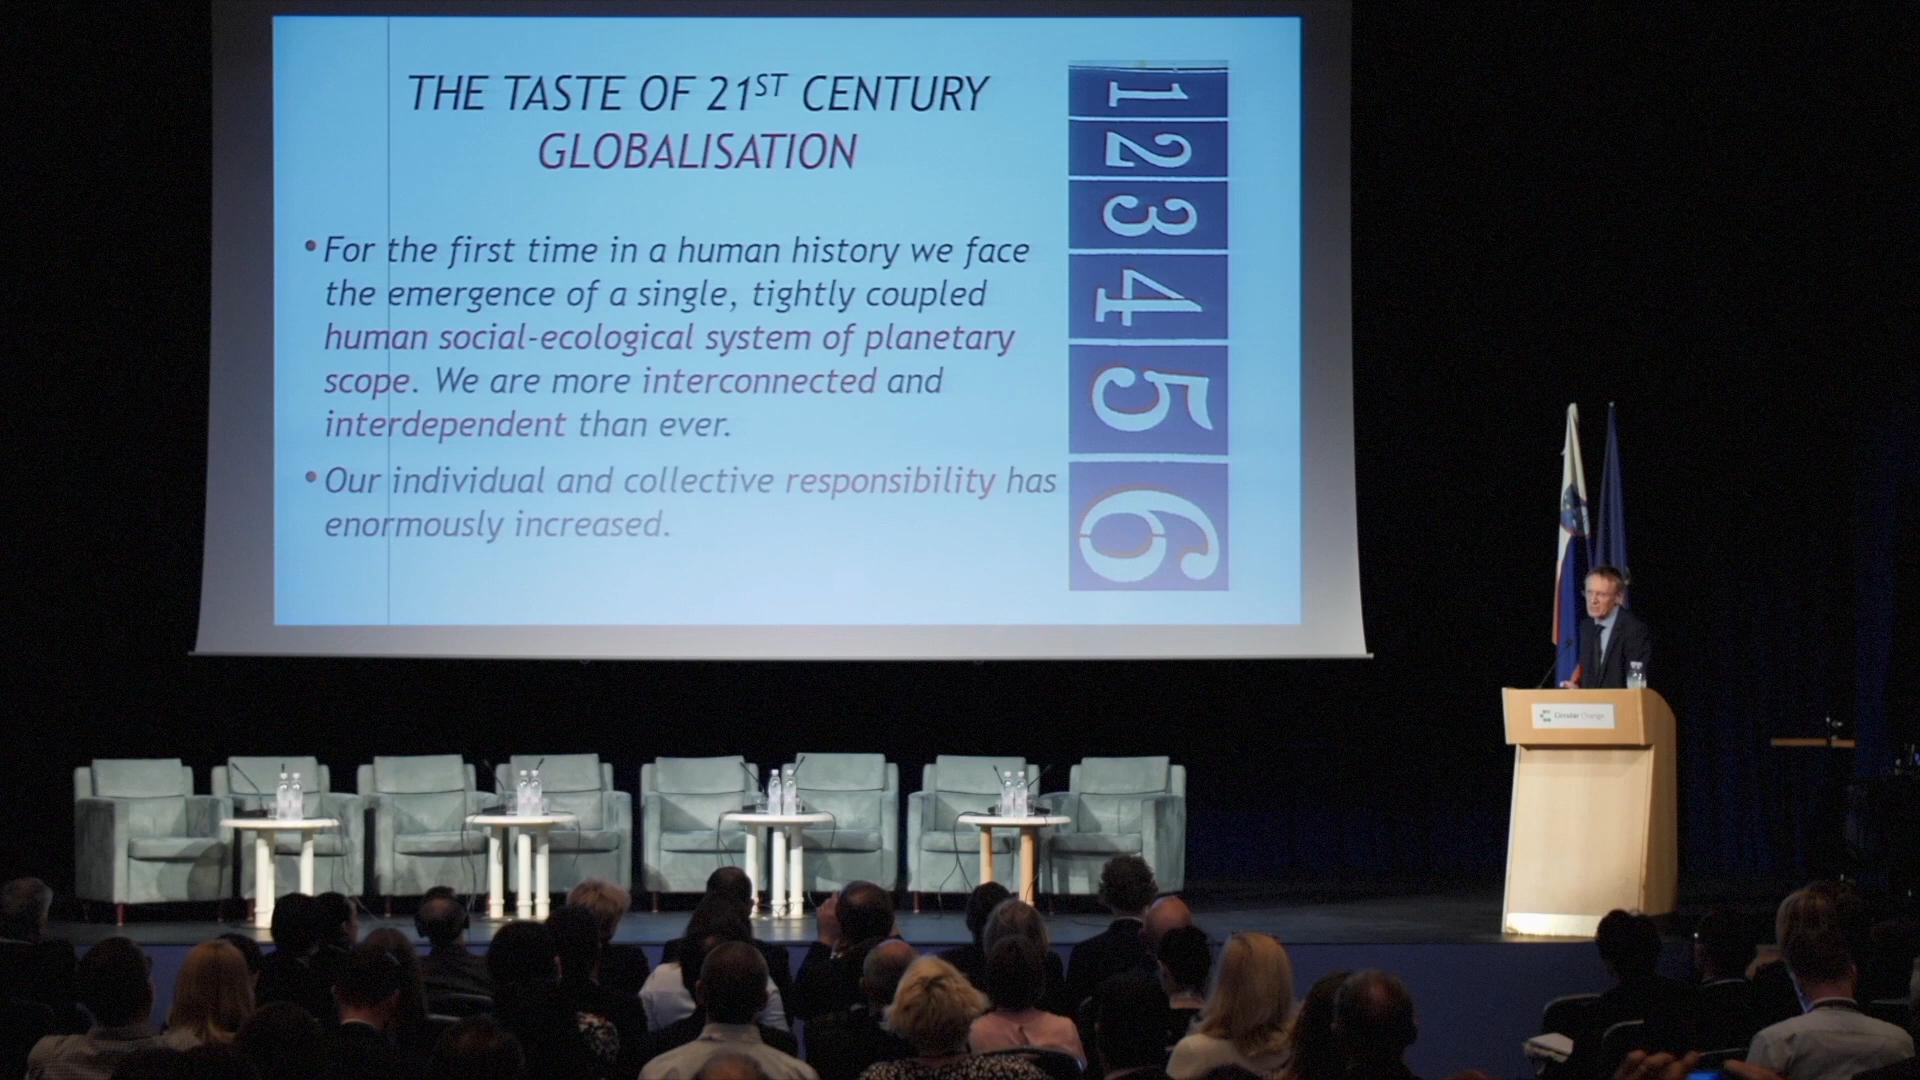 THE TASTE OF 21ST CENTURY
GLOBALISATION
• For the first time in a human history we face
the emergence of a single, tightly coupled
human social-ecological system of planetary
scope. We are more interconnected and
interdependent than ever.
• Our individual and collective responsibility has
enormously increased.
1
2
3
4
5
6
Circular Change